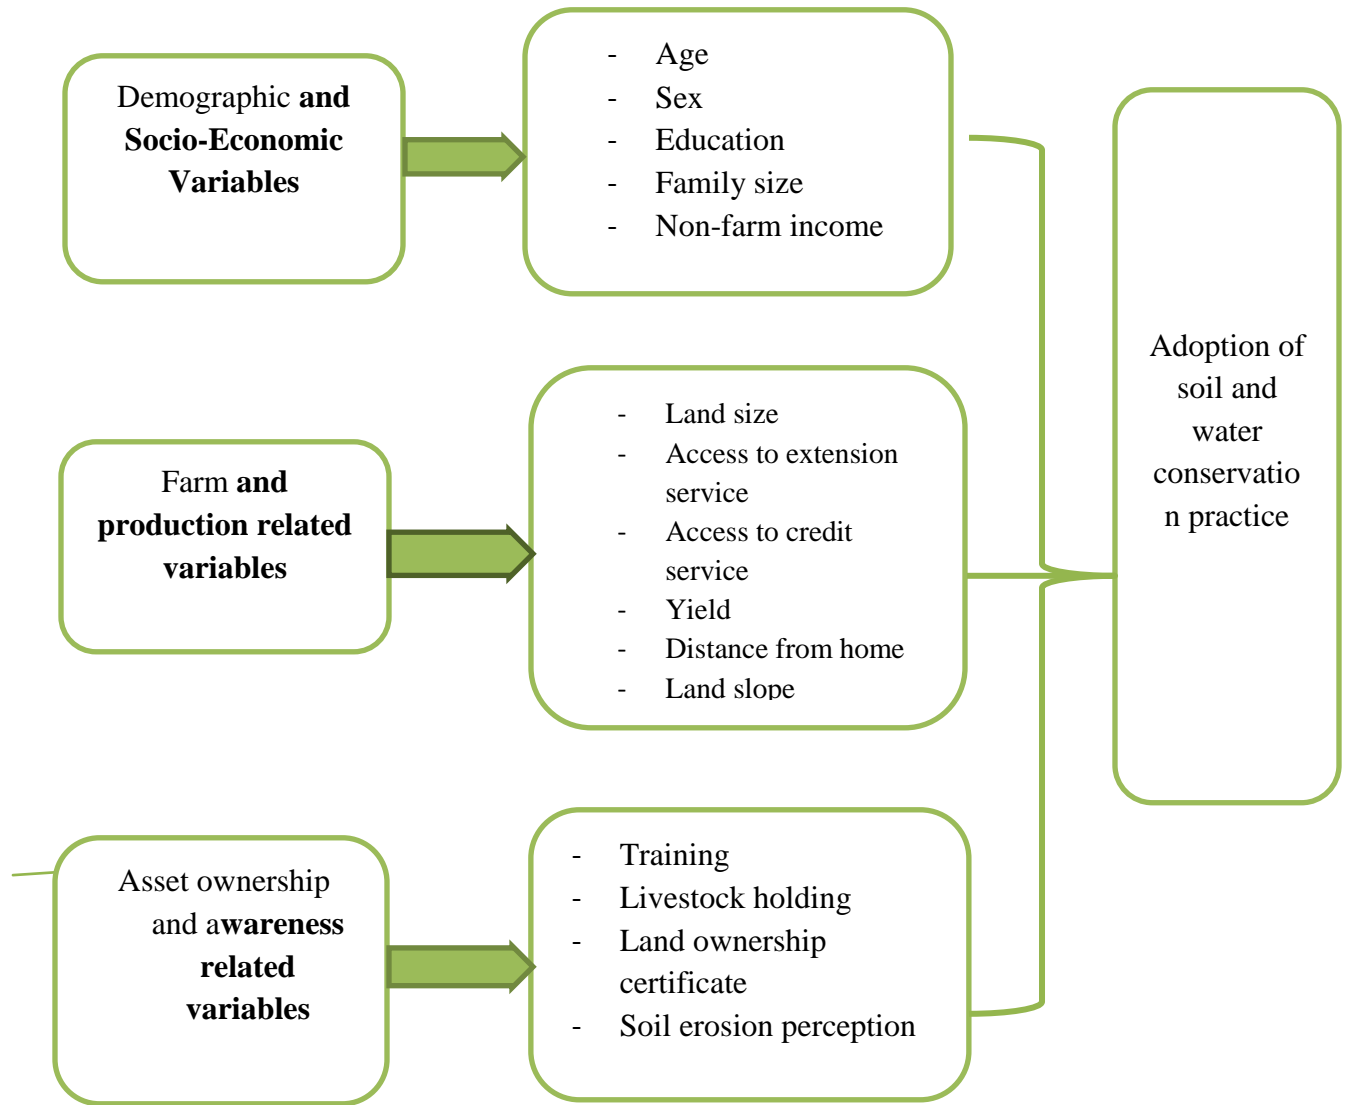 Demographic and
Socio-Economic
Variables
- Age
- Sex
- Education
- Family size
- Non-farm income
Farm and
production related
variables
- Land size
- Access to extension
service
- Access to credit
service
- Yield
- Distance from home
- Land slope
Asset ownership
and awareness
related
variables
- Training
- Livestock holding
- Land ownership
certificate
- Soil erosion perception
Adoption of
soil and
water
conservatio
n practice